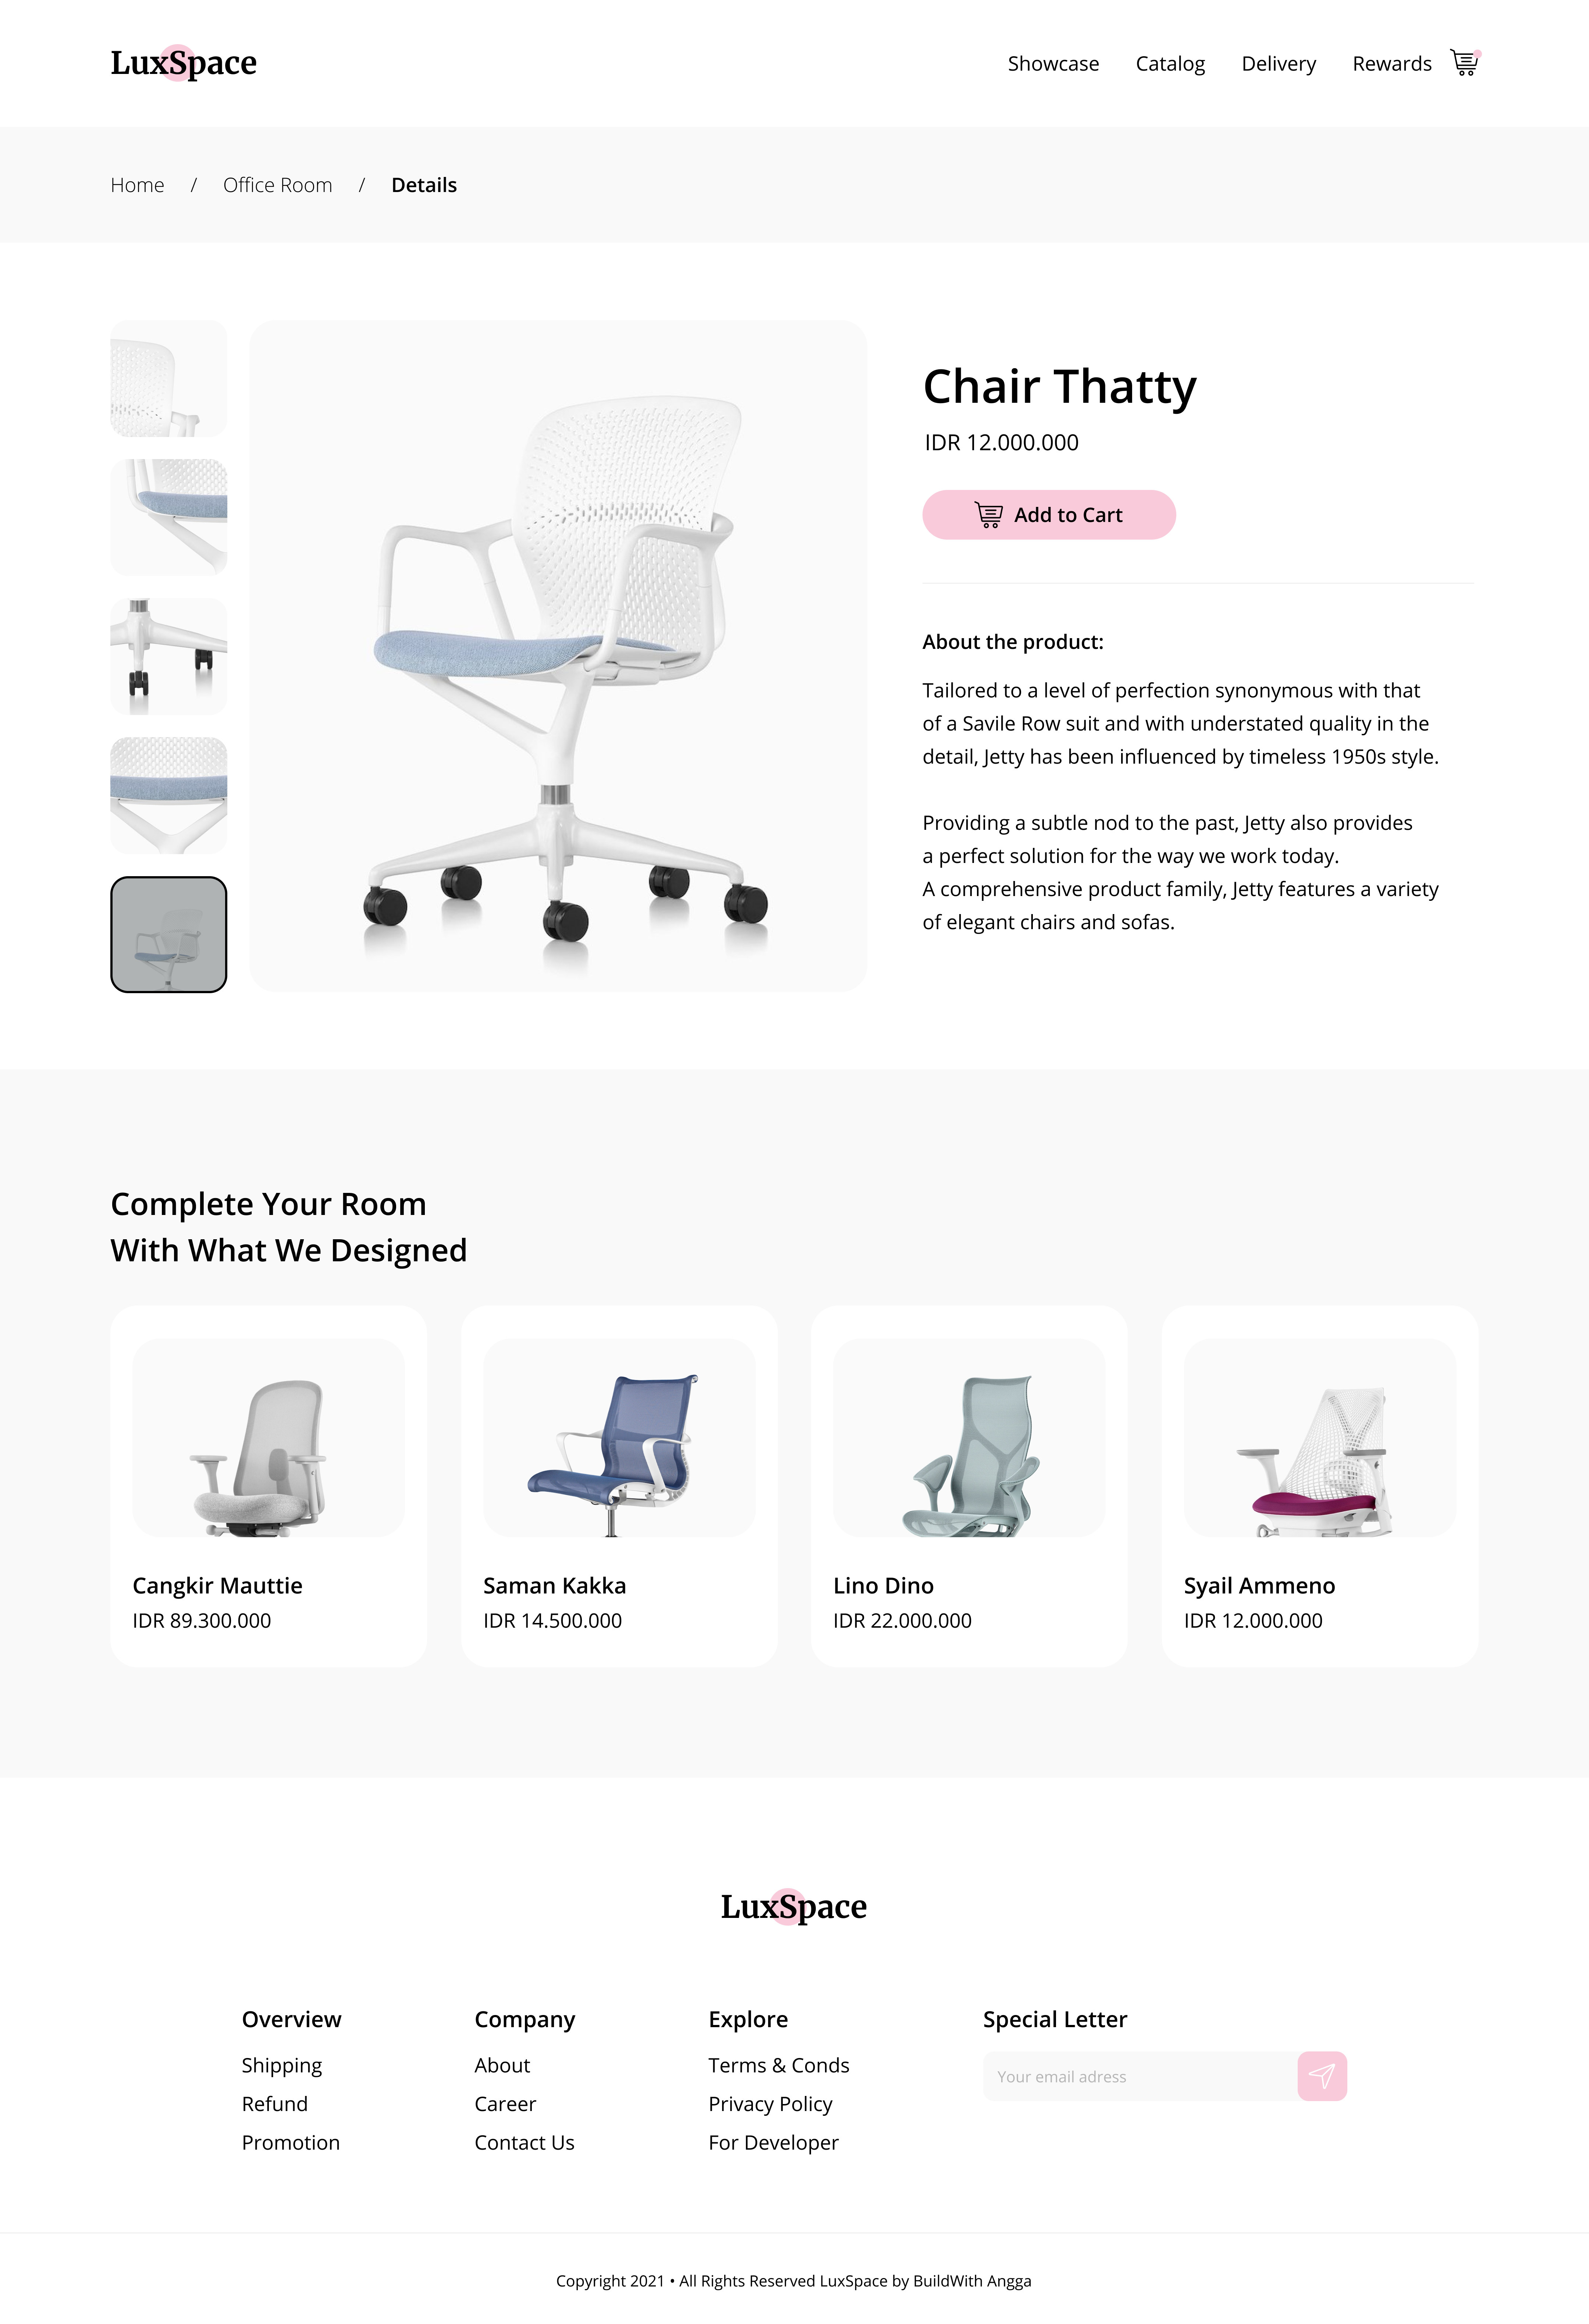 LuxSpace
Showcase Catalog Delivery Rewards
Home / Office Room / Details
Chair Thatty
IDR 12.000.000
Add to Cart
About the product:
Tailored to a level of perfection synonymous with that
of a Savile Row suit and with understated quality in the
detail, Jetty has been influenced by timeless 1950s style.
Providing a subtle nod to the past, Jetty also provides
a perfect solution for the way we work today.
A comprehensive product family, Jetty features a variety
of elegant chairs and sofas.
Complete Your Room
With What We Designed
Cangkir Mauttie
IDR 89.300.000
Saman Kakka
IDR 14.500.000
Lino Dino
IDR 22.000.000
Syail Ammeno
IDR 12.000.000
LuxSpace
Overview
Shipping
Refund
Promotion
Company
About
Career
Contact Us
Explore
Terms & Conds
Privacy Policy
For Developer
Special Letter
Your email adress
Copyright 2021 • All Rights Reserved LuxSpace by BuildWith Angga